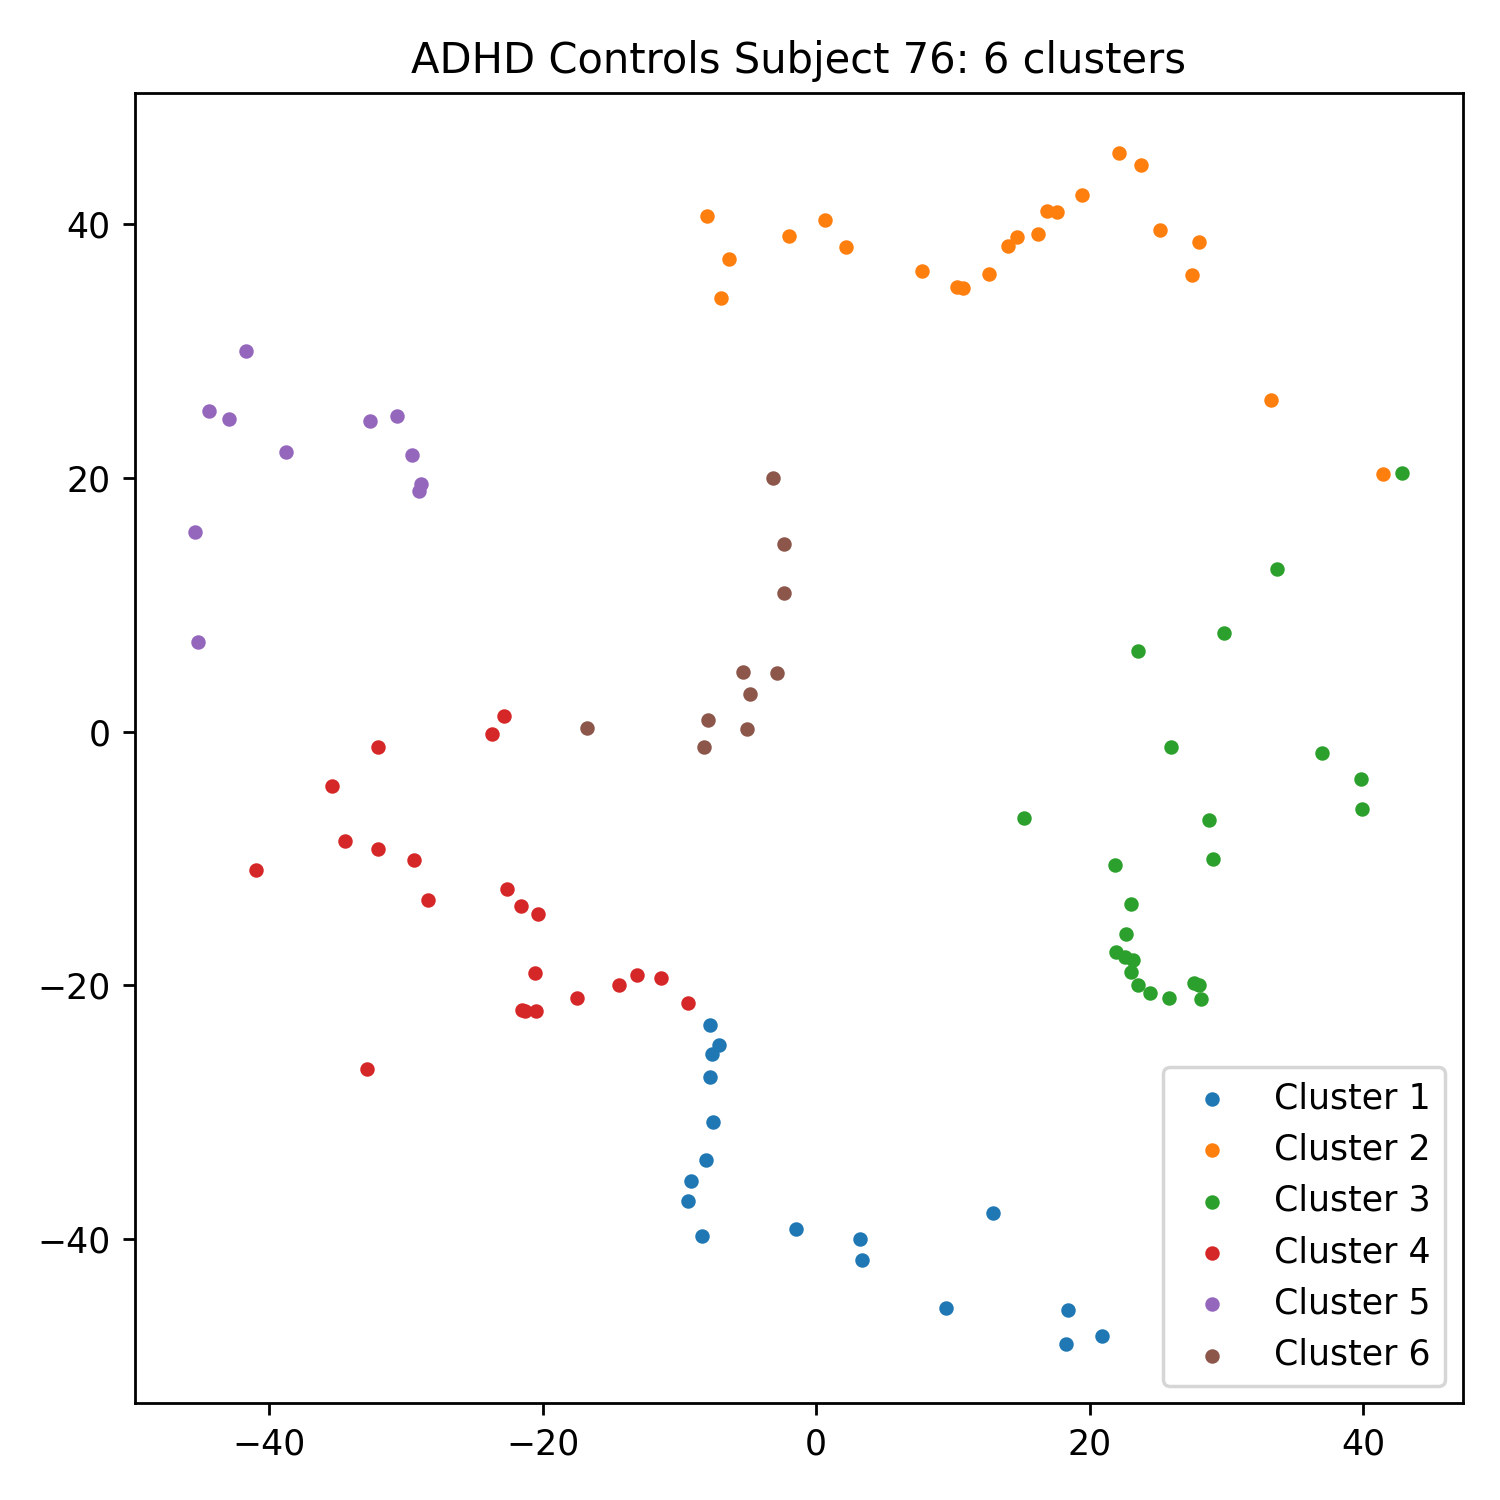 ADHD Controls Subject 76: 6 clusters
40
20
0
−20
−40
−40 −20 0 20 40
Cluster 1
Cluster 2
Cluster 3
Cluster 4
Cluster 5
Cluster 6